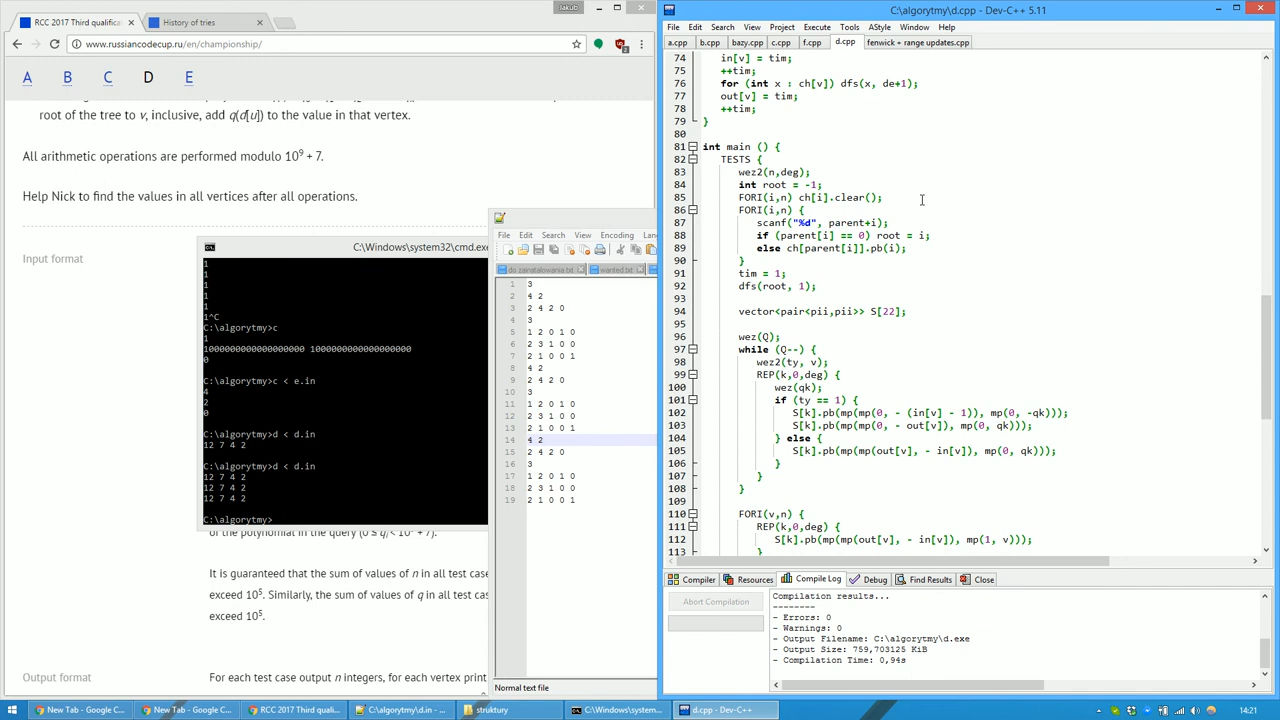 RCC 2017 Third qualificat
History of tries
Jakub
www.russiancodecup.ru/en/championship/
A B C D E
root of the tree to v, inclusive, add q(d[u]) to the value in that vertex.
All arithmetic operations are performed modulo 10^9 + 7.
Help Nick to find the values in all vertices after all operations.
Input format
of the polynomial in the query (0 ≤ qi < 10^9 + 7).
It is guaranteed that the sum of values of n in all test case
exceed 10^5. Similarly, the sum of values of q in all test case
exceed 10^5.
Output format
For each test case output n integers, for each vertex print
C:\Windows\system32\cmd.exe
1
1
1
1
1
1^C
C:\algorytmy>c
1
0
C:\algorytmy>c < e.in
4
2
0
C:\algorytmy>d < d.in
12 7 4 2
C:\algorytmy>d < d.in
12 7 4 2
12 7 4 2
12 7 4 2
C:\algorytmy>
File Edit Search View Encoding
do zainstalowania.txt wanted.txt
1 3
2 4 2
3 2 4 2 0
4 3
5 1 2 0 1 0
6 2 3 1 0 0
7 2 1 0 0 1
8 4 2
9 2 4 2 0
10 3
11 1 2 0 1 0
12 2 3 1 0 0
13 2 1 0 0 1
14 4 2
15 2 4 2 0
16 3
17 1 2 0 1 0
18 2 3 1 0 0
19 2 1 0 0 1
Normal text file
C:\algorytmy\d.cpp - Dev-C++ 5.11
File Edit Search View Project Execute Tools AStyle Window Help
a.cpp b.cpp bazy.cpp c.cpp f.cpp d.cpp fenwick + range updates.cpp
74 in[v] = tim;
75 ++tim;
76 for (int x : ch[v]) dfs(x, de+1);
77 out[v] = tim;
78 ++tim;
79 }
80
81 int main () {
82 TESTS {
83 wez2(n,deg);
84 int root = -1;
85 FORI(i,n) ch[i].clear();
86 FORI(i,n) {
87 scanf("%d", parent+i);
88 if (parent[i] == 0) root = i;
89 else ch[parent[i]].pb(i);
90 }
91 tim = 1;
92 dfs(root, 1);
93
94 vector<pair<pii,pii>> S[22];
95
96 wez(Q);
97 while (Q--) {
98 wez2(ty, v);
99 REP(k,0,deg) {
100 wez(qk);
101 if (ty == 1) {
102 S[k].pb(mp(mp(0, - (in[v] - 1)), mp(0, -qk)));
103 S[k].pb(mp(mp(0, - out[v]), mp(0, qk)));
104 } else {
105 S[k].pb(mp(mp(out[v], - in[v]), mp(0, qk)));
106 }
107 }
108 }
109
110 FORI(v,n) {
111 REP(k,0,deg) {
112 S[k].pb(mp(mp(out[v], - in[v]), mp(1, v)));
113 }
Compiler Resources Compile Log Debug Find Results Close
Abort Compilation
Compilation results...
--------
- Errors: 0
- Warnings: 0
- Output Filename: C:\algorytmy\d.exe
- Output Size: 759,703125 KiB
- Compilation Time: 0,94s
New Tab - Google C... New Tab - Google C... RCC 2017 Third quali... C:\algorytmy\d.in - ... struktury C:\Windows\system... d.cpp - Dev-C++ ... 14:21